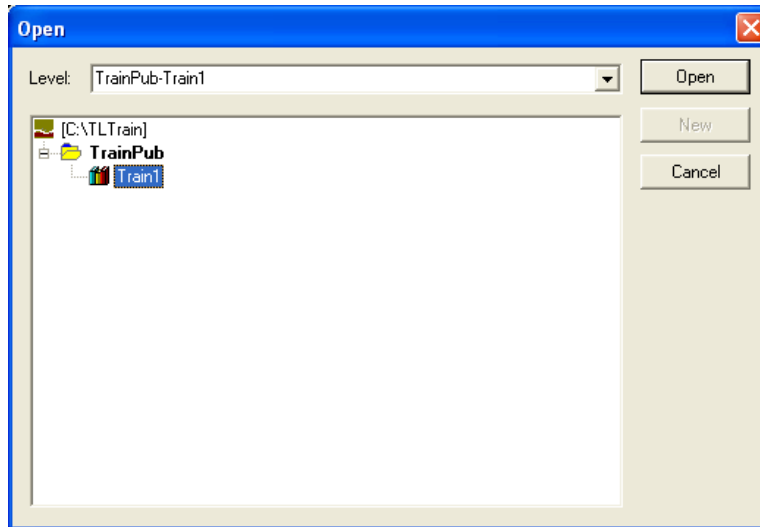 Open
Level: TrainPub-Train1 Open
[C:\TLTrain] New
TrainPub
Train1 Cancel